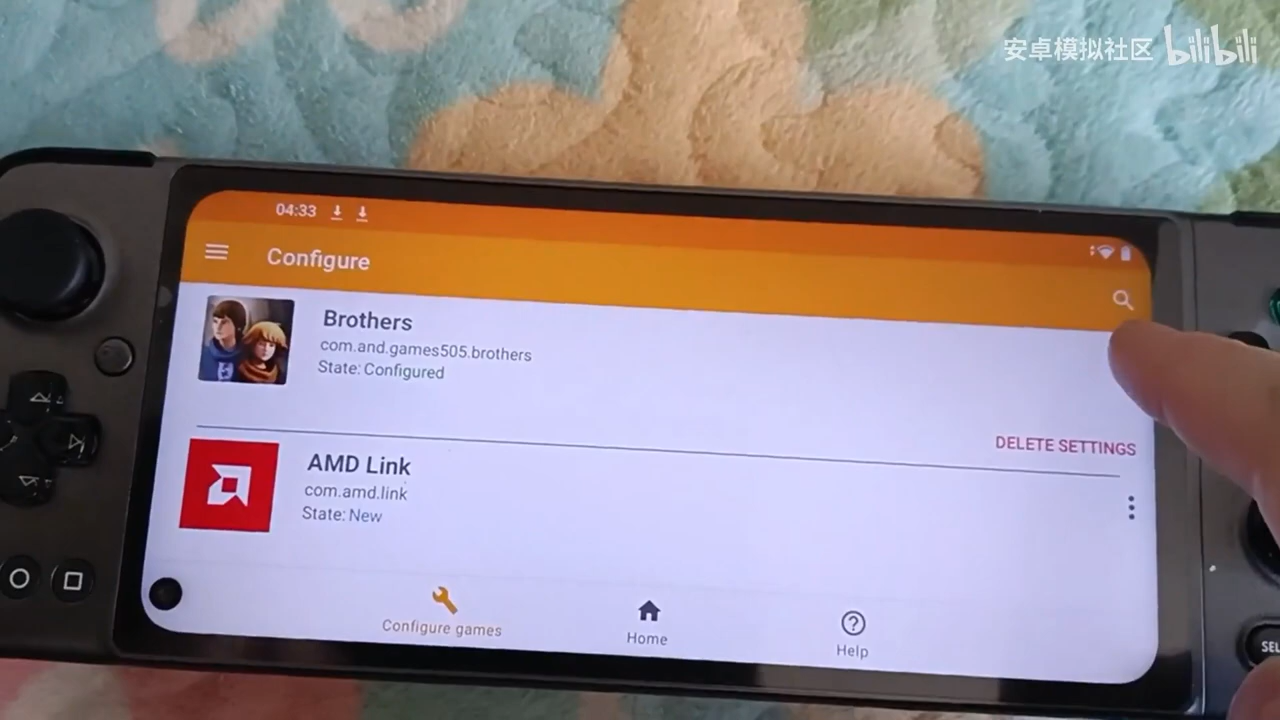 安卓模拟社区 bilibili
04:33
Configure
Brothers
com.and.games505.brothers
State: Configured
DELETE SETTINGS
AMD Link
com.amd.link
State: New
Configure games
Home
Help
SEL